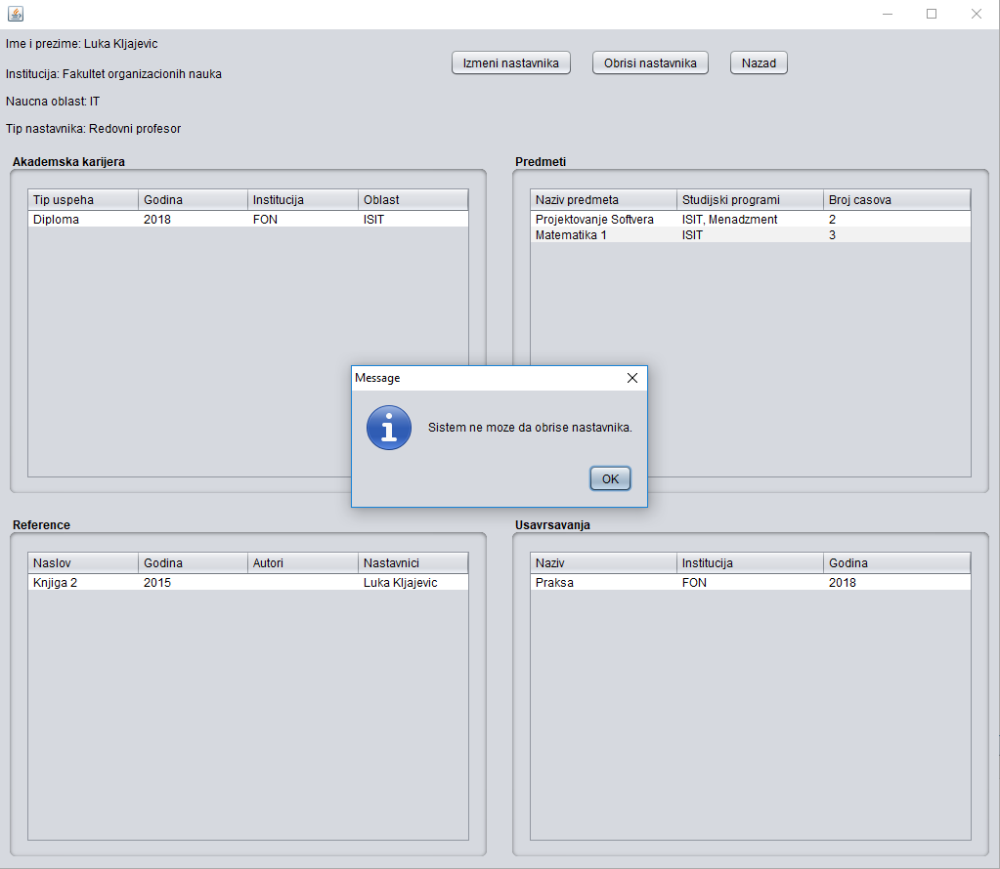 Ime i prezime: Luka Kljajevic
Institucija: Fakultet organizacionih nauka
Naucna oblast: IT
Tip nastavnika: Redovni profesor
Izmeni nastavnika Obrisi nastavnika Nazad
Akademska karijera
Tip uspeha Godina Institucija Oblast
Diploma 2018 FON ISIT
Predmeti
Naziv predmeta Studijski programi Broj casova
Projektovanje Softvera ISIT, Menadzment 2
Matematika 1 ISIT 3
Message
Sistem ne moze da obrise nastavnika.
OK
Reference
Naslov Godina Autori Nastavnici
Knjiga 2 2015 Luka Kljajevic
Usavrsavanja
Naziv Institucija Godina
Praksa FON 2018